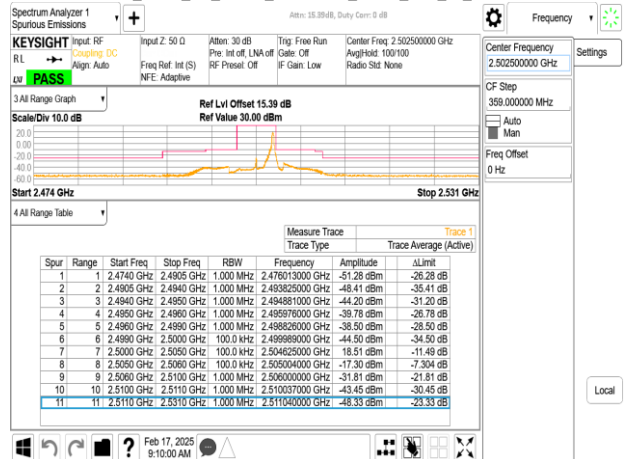 Spectrum Analyzer 1
Spurious Emissions
Attn: 15.39dB, Duty Corr: 0 dB
Frequency
KEYSIGHT
RL
Coupling: DC
Input: RF
Align: Auto
Input Z: 50 Ω
Freq Ref: Int (S)
NFE: Adaptive
Atten: 30 dB
Pre: Int off, LNA off
RF Presel: Off
Trig: Free Run
Gate: Off
IF Gain: Low
Center Freq: 2.502500000 GHz
Avg|Hold: 100/100
Radio Std: None
LXI PASS
Center Frequency
2.502500000 GHz
Settings
CF Step
359.000000 MHz
Auto
Man
Freq Offset
0 Hz
3 All Range Graph
Scale/Div 10.0 dB
Ref Lvl Offset 15.39 dB
Ref Value 30.00 dBm
20.0
0.00
-20.0
-40.0
-60.0
Start 2.474 GHz
Stop 2.531 GHz
4 All Range Table
Measure Trace Trace 1
Trace Type Trace Average (Active)
Spur Range Start Freq Stop Freq RBW Frequency Amplitude ΔLimit
1 1 2.4740 GHz 2.4905 GHz 1.000 MHz 2.476013000 GHz -51.28 dBm -26.28 dB
2 2 2.4905 GHz 2.4940 GHz 1.000 MHz 2.493825000 GHz -48.41 dBm -35.41 dB
3 3 2.4940 GHz 2.4950 GHz 1.000 MHz 2.494881000 GHz -44.20 dBm -31.20 dB
4 4 2.4950 GHz 2.4960 GHz 1.000 MHz 2.495976000 GHz -39.78 dBm -26.78 dB
5 5 2.4960 GHz 2.4990 GHz 1.000 MHz 2.498826000 GHz -38.50 dBm -28.50 dB
6 6 2.4990 GHz 2.5000 GHz 100.0 kHz 2.499989000 GHz -44.50 dBm -34.50 dB
7 7 2.5000 GHz 2.5050 GHz 100.0 kHz 2.504625000 GHz 18.51 dBm -11.49 dB
8 8 2.5050 GHz 2.5060 GHz 100.0 kHz 2.505004000 GHz -17.30 dBm -7.304 dB
9 9 2.5060 GHz 2.5100 GHz 1.000 MHz 2.506000000 GHz -31.81 dBm -21.81 dB
10 10 2.5100 GHz 2.5110 GHz 1.000 MHz 2.510037000 GHz -43.45 dBm -30.45 dB
11 11 2.5110 GHz 2.5310 GHz 1.000 MHz 2.511040000 GHz -48.33 dBm -23.33 dB
Local
Feb 17, 2025
9:10:00 AM